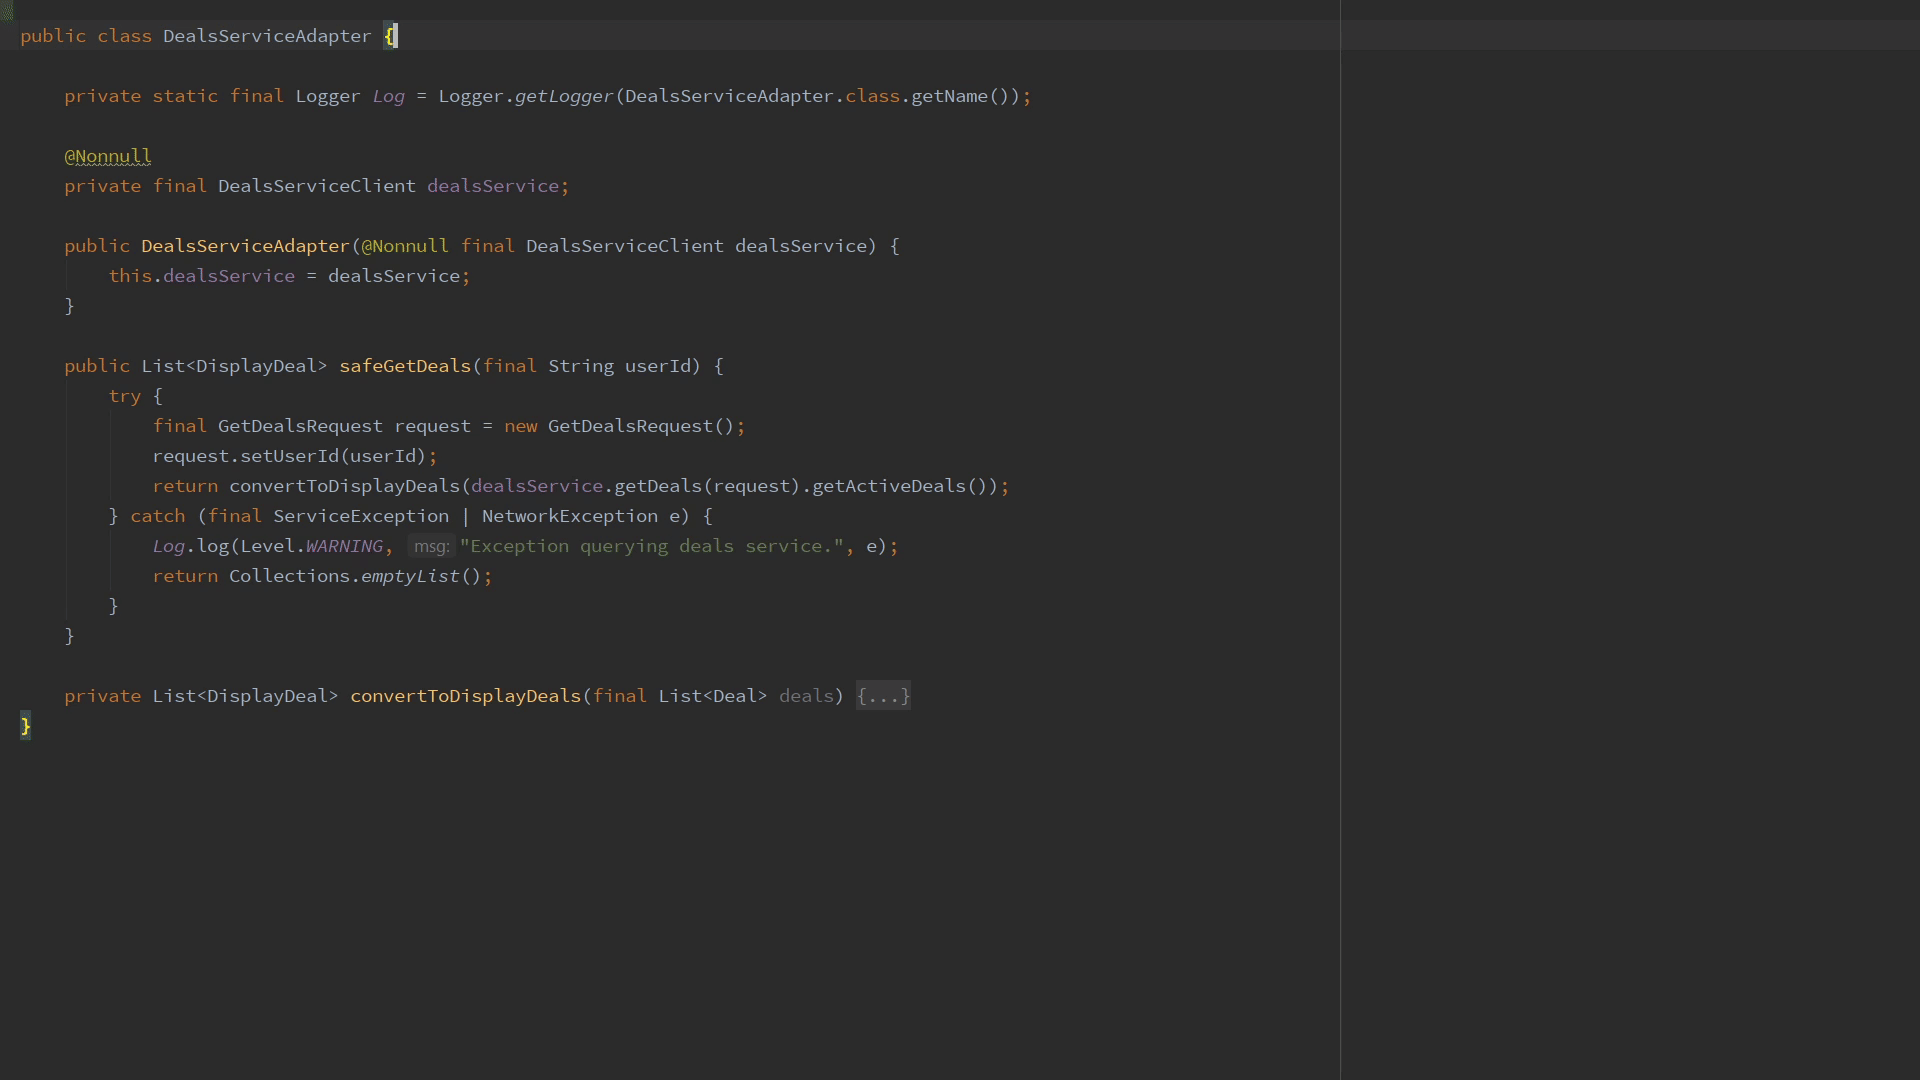 public class DealsServiceAdapter {
private static final Logger Log = Logger.getLogger(DealsServiceAdapter.class.getName());
@Nonnull
private final DealsServiceClient dealsService;
public DealsServiceAdapter(@Nonnull final DealsServiceClient dealsService) {
this.dealsService = dealsService;
}
public List<DisplayDeal> safeGetDeals(final String userId) {
try {
final GetDealsRequest request = new GetDealsRequest();
request.setUserId(userId);
return convertToDisplayDeals(dealsService.getDeals(request).getActiveDeals());
} catch (final ServiceException | NetworkException e) {
Log.log(Level.WARNING, msg: "Exception querying deals service.", e);
return Collections.emptyList();
}
}
private List<DisplayDeal> convertToDisplayDeals(final List<Deal> deals) {...}
}